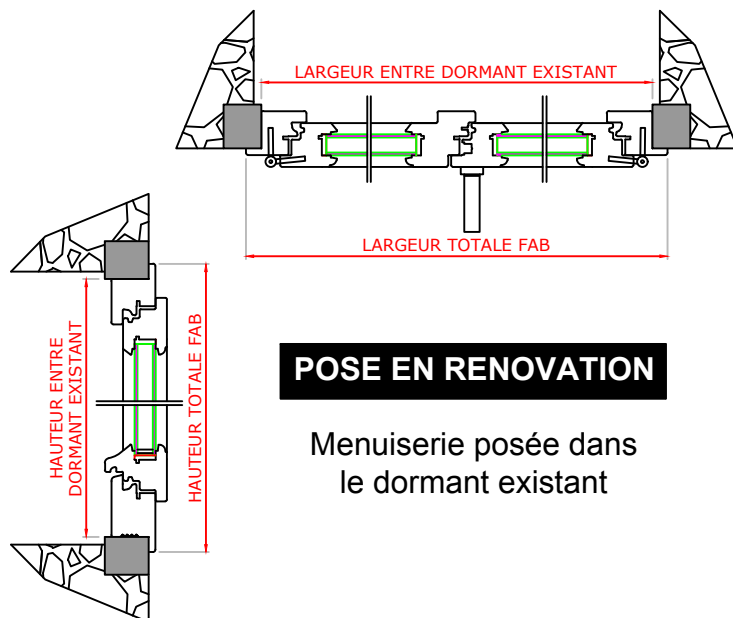 LARGEUR ENTRE DORMANT EXISTANT
LARGEUR TOTALE FAB
HAUTEUR ENTRE
DORMANT EXISTANT
HAUTEUR TOTALE FAB
POSE EN RENOVATION
Menuiserie posée dans
le dormant existant